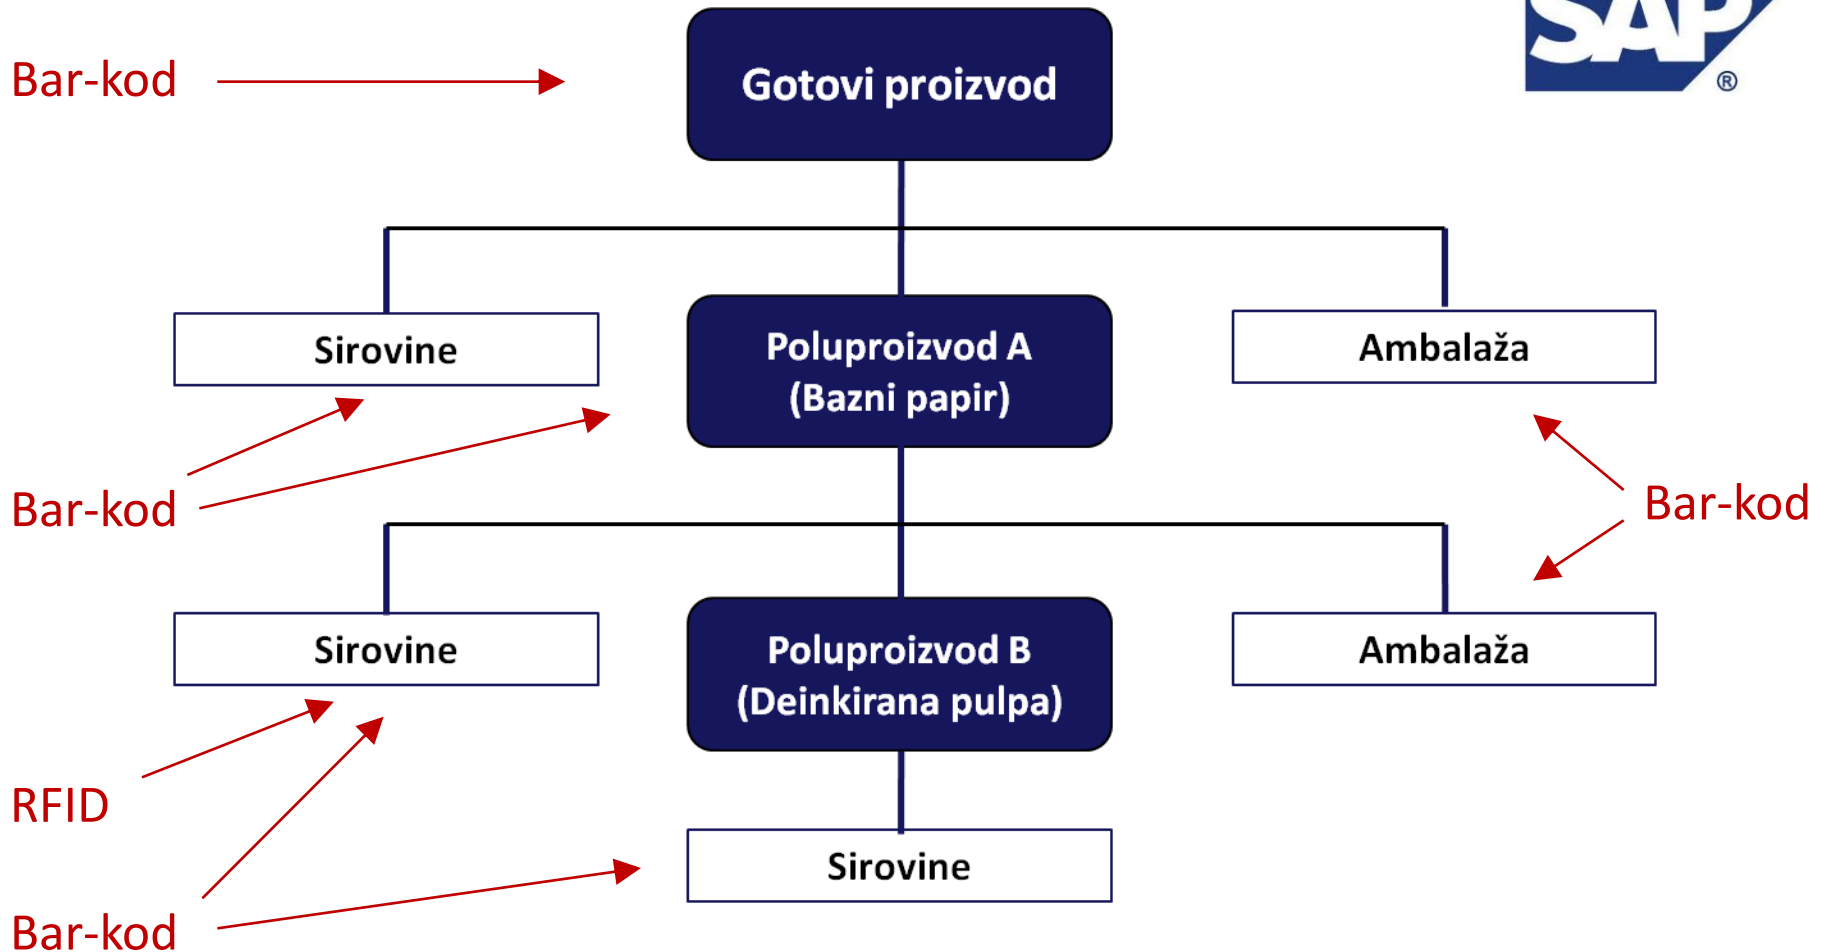 SAP
®
Bar-kod
Gotovi proizvod
Sirovine
Poluproizvod A
(Bazni papir)
Ambalaža
Bar-kod
Bar-kod
Sirovine
Poluproizvod B
(Deinkirana pulpa)
Ambalaža
RFID
Sirovine
Bar-kod